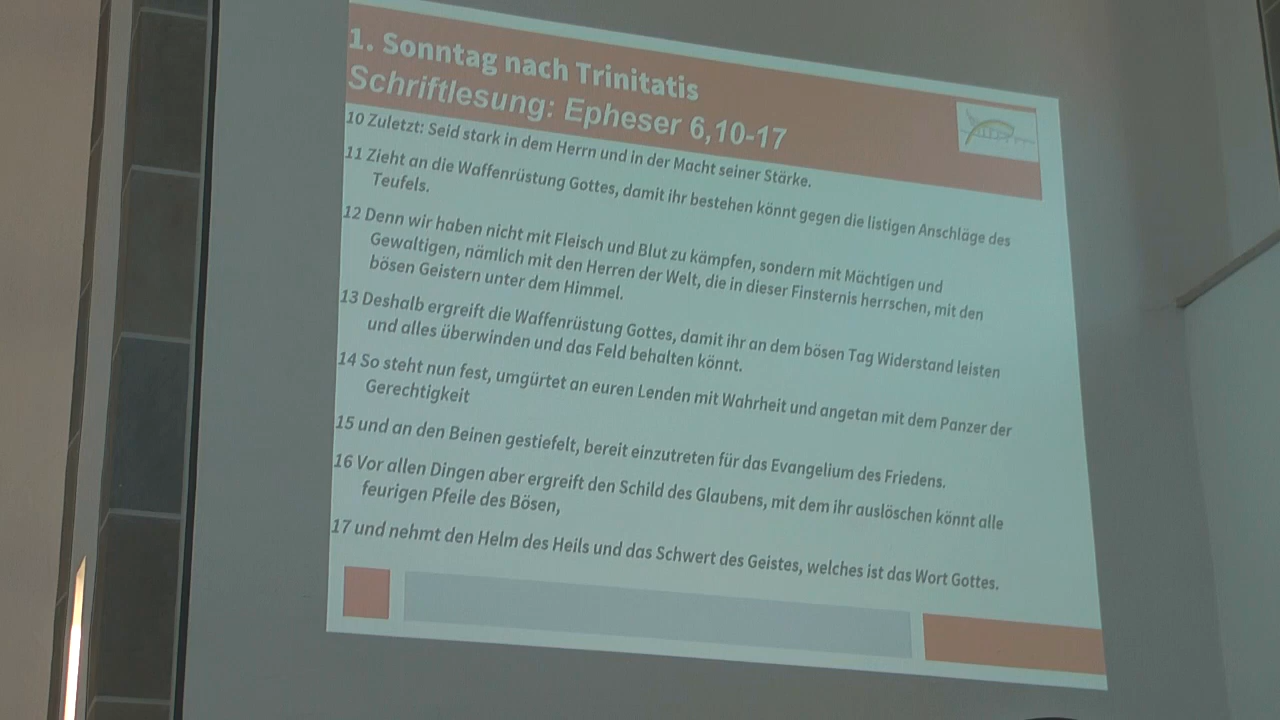 1. Sonntag nach Trinitatis
Schriftlesung: Epheser 6,10-17
10 Zuletzt: Seid stark in dem Herrn und in der Macht seiner Stärke.
11 Zieht an die Waffenrüstung Gottes, damit ihr bestehen könnt gegen die listigen Anschläge des
Teufels.
12 Denn wir haben nicht mit Fleisch und Blut zu kämpfen, sondern mit Mächtigen und
Gewaltigen, nämlich mit den Herren der Welt, die in dieser Finsternis herrschen, mit den
bösen Geistern unter dem Himmel.
13 Deshalb ergreift die Waffenrüstung Gottes, damit ihr an dem bösen Tag Widerstand leisten
und alles überwinden und das Feld behalten könnt.
14 So steht nun fest, umgürtet an euren Lenden mit Wahrheit und angetan mit dem Panzer der
Gerechtigkeit
15 und an den Beinen gestiefelt, bereit einzutreten für das Evangelium des Friedens.
16 Vor allen Dingen aber ergreift den Schild des Glaubens, mit dem ihr auslöschen könnt alle
feurigen Pfeile des Bösen,
17 und nehmt den Helm des Heils und das Schwert des Geistes, welches ist das Wort Gottes.